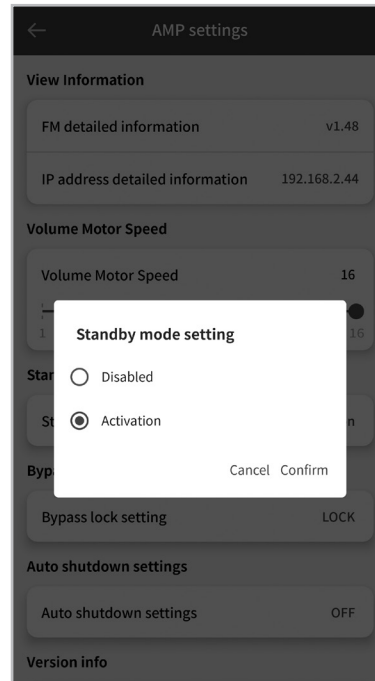 AMP settings
View Information
FM detailed information v1.48
IP address detailed information 192.168.2.44
Volume Motor Speed
Volume Motor Speed 16
1 16
Standby mode setting
Disabled
Activation
Cancel Confirm
Bypass lock setting LOCK
Auto shutdown settings
Auto shutdown settings OFF
Version info